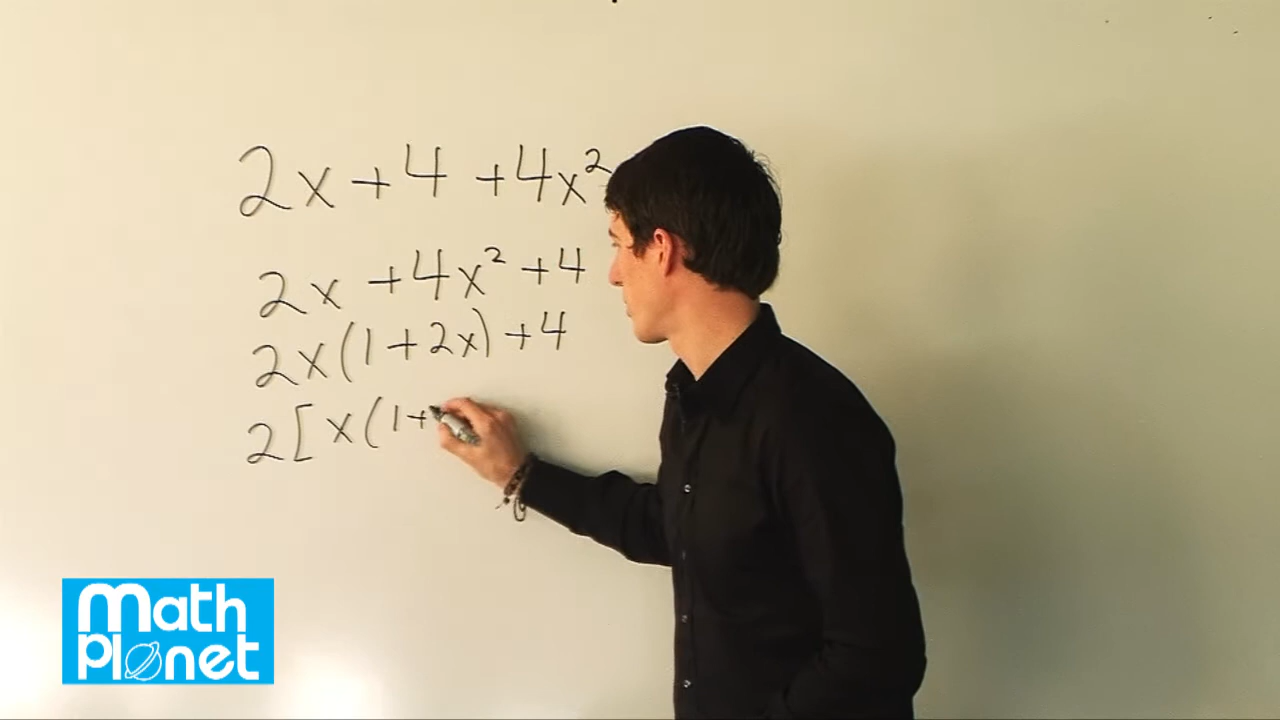 2x + 4 + 4x²
2x + 4x² + 4
2x(1 + 2x) + 4
2[x(1+
Math
Planet